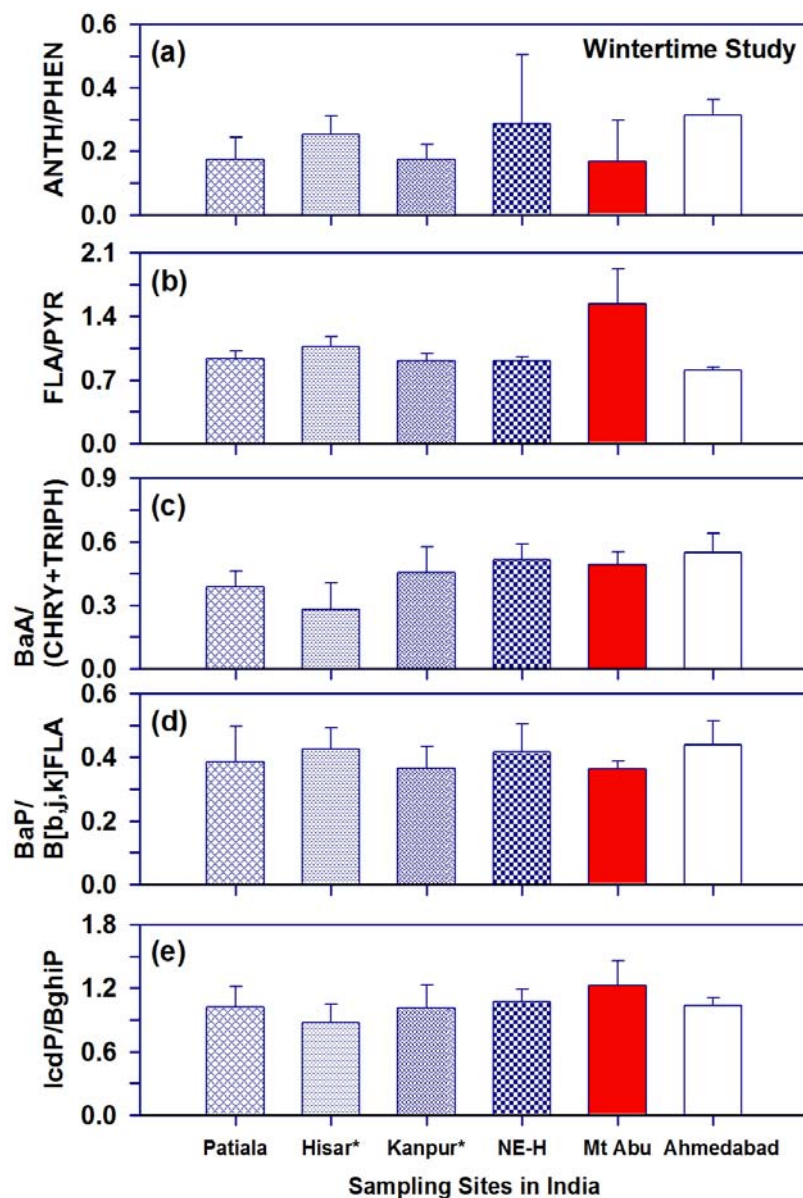 (a)
Wintertime Study
ANTH/PHEN
0.6
0.4
0.2
0.0
(b)
FLA/PYR
2.1
1.4
0.7
0.0
(c)
BaA/
(CHRY+TRIPH)
0.9
0.6
0.3
0.0
(d)
BaP/
B[b,j,k]FLA
0.6
0.4
0.2
0.0
(e)
IcdP/BghiP
1.8
1.2
0.6
0.0
Patiala Hisar* Kanpur* NE-H Mt Abu Ahmedabad
Sampling Sites in India